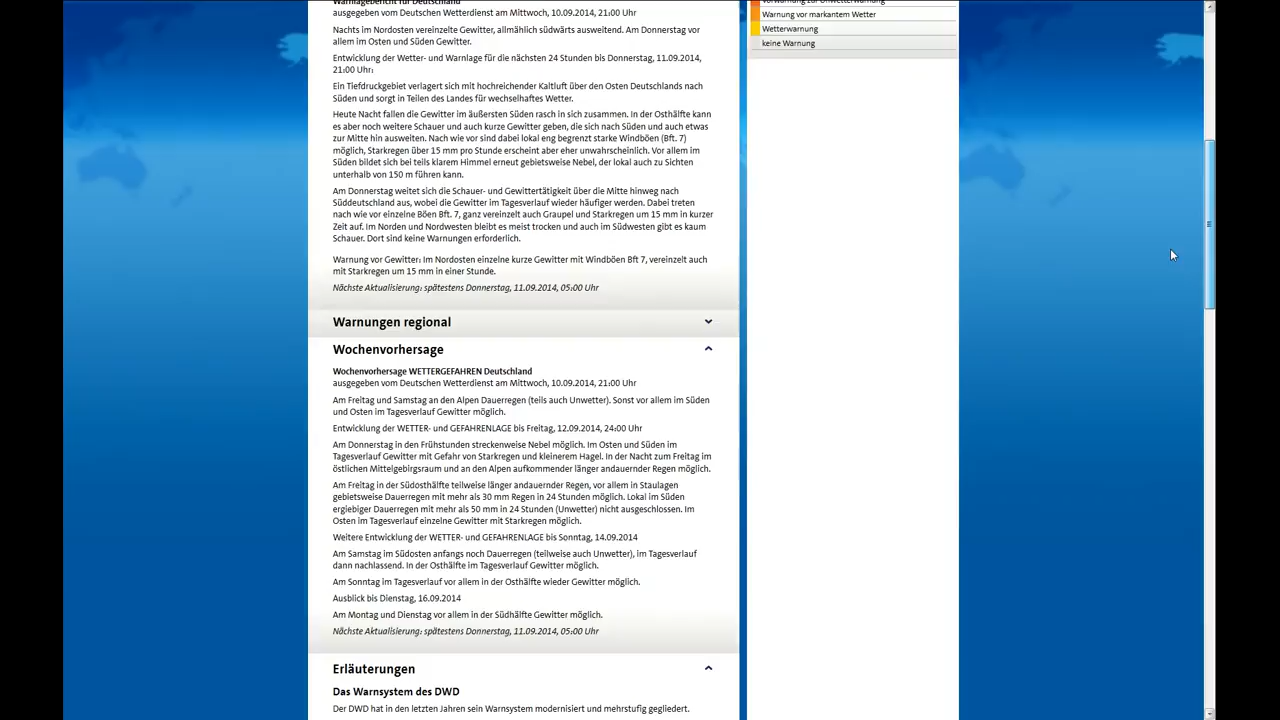 Warnlagebericht für Deutschland
ausgegeben vom Deutschen Wetterdienst am Mittwoch, 10.09.2014, 21:00 Uhr
Nachts im Nordosten vereinzelte Gewitter, allmählich südwärts ausweitend. Am Donnerstag vor
allem im Osten und Süden Gewitter.
Entwicklung der Wetter- und Warnlage für die nächsten 24 Stunden bis Donnerstag, 11.09.2014,
21:00 Uhr:
Ein Tiefdruckgebiet verlagert sich mit hochreichender Kaltluft über den Osten Deutschlands nach
Süden und sorgt in Teilen des Landes für wechselhaftes Wetter.
Heute Nacht fallen die Gewitter im äußersten Süden rasch in sich zusammen. In der Osthälfte kann
es aber noch weitere Schauer und auch kurze Gewitter geben, die sich nach Süden und auch etwas
zur Mitte hin ausweiten. Nach wie vor sind dabei lokal eng begrenzt starke Windböen (Bft. 7)
möglich, Starkregen über 15 mm pro Stunde erscheint aber eher unwahrscheinlich. Vor allem im
Süden bildet sich bei teils klarem Himmel erneut gebietsweise Nebel, der lokal auch zu Sichten
unterhalb von 150 m führen kann.
Am Donnerstag weitet sich die Schauer- und Gewittertätigkeit über die Mitte hinweg nach
Süddeutschland aus, wobei die Gewitter im Tagesverlauf wieder häufiger werden. Dabei treten
nach wie vor einzelne Böen Bft. 7, ganz vereinzelt auch Graupel und Starkregen um 15 mm in kurzer
Zeit auf. Im Norden und Nordwesten bleibt es meist trocken und auch im Südwesten gibt es kaum
Schauer. Dort sind keine Warnungen erforderlich.
Warnung vor Gewitter: Im Nordosten einzelne kurze Gewitter mit Windböen Bft 7, vereinzelt auch
mit Starkregen um 15 mm in einer Stunde.
Nächste Aktualisierung: spätestens Donnerstag, 11.09.2014, 05:00 Uhr
Warnungen regional
Wochenvorhersage
Wochenvorhersage WETTERGEFAHREN Deutschland
ausgegeben vom Deutschen Wetterdienst am Mittwoch, 10.09.2014, 21:00 Uhr
Am Freitag und Samstag an den Alpen Dauerregen (teils auch Unwetter). Sonst vor allem im Süden
und Osten im Tagesverlauf Gewitter möglich.
Entwicklung der WETTER- und GEFAHRENLAGE bis Freitag, 12.09.2014, 24:00 Uhr
Am Donnerstag in den Frühstunden streckenweise Nebel möglich. Im Osten und Süden im
Tagesverlauf Gewitter mit Gefahr von Starkregen und kleinerem Hagel. In der Nacht zum Freitag im
östlichen Mittelgebirgsraum und an den Alpen aufkommender länger andauernder Regen möglich.
Am Freitag in der Südosthälfte teilweise länger andauernder Regen, vor allem in Staulagen
gebietsweise Dauerregen mit mehr als 30 mm Regen in 24 Stunden möglich. Lokal im Süden
ergiebiger Dauerregen mit mehr als 50 mm in 24 Stunden (Unwetter) nicht ausgeschlossen. Im
Osten im Tagesverlauf einzelne Gewitter mit Starkregen möglich.
Weitere Entwicklung der WETTER- und GEFAHRENLAGE bis Sonntag, 14.09.2014
Am Samstag im Südosten anfangs noch Dauerregen (teilweise auch Unwetter), im Tagesverlauf
dann nachlassend. In der Osthälfte im Tagesverlauf Gewitter möglich.
Am Sonntag im Tagesverlauf vor allem in der Osthälfte wieder Gewitter möglich.
Ausblick bis Dienstag, 16.09.2014
Am Montag und Dienstag vor allem in der Südhälfte Gewitter möglich.
Nächste Aktualisierung: spätestens Donnerstag, 11.09.2014, 05:00 Uhr
Erläuterungen
Das Warnsystem des DWD
Der DWD hat in den letzten Jahren sein Warnsystem modernisiert und mehrstufig gegliedert.
Vorwarnung zur Unwetterwarnung
Warnung vor markantem Wetter
Wetterwarnung
keine Warnung